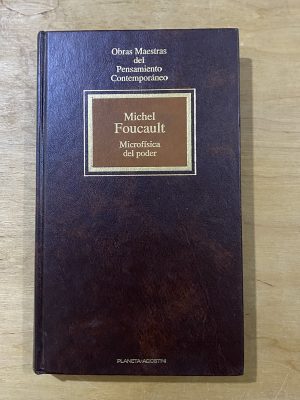 Obras Maestras
del
Pensamiento
Contemporáneo
Michel
Foucault
Microfísica
del poder
PLANETA-AGOSTINI